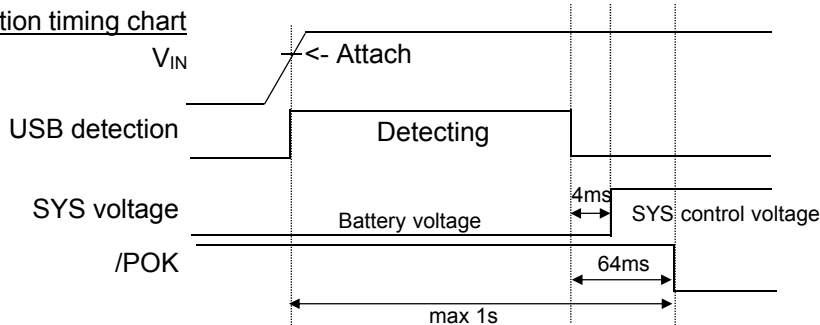 tion timing chart
VIN
<- Attach
USB detection
Detecting
4ms
SYS voltage
Battery voltage
SYS control voltage
/POK
64ms
max 1s